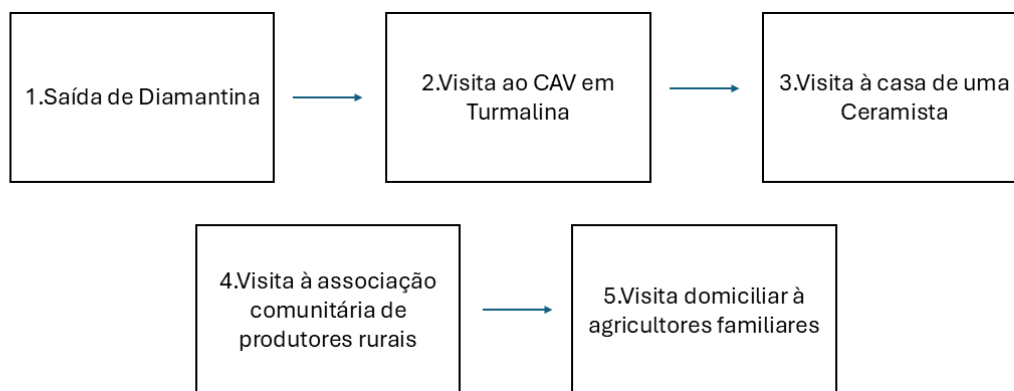 1.Saída de Diamantina
2.Visita ao CAV em
Turmalina
3.Visita à casa de uma
Ceramista
4.Visita à associação
comunitária de
produtores rurais
5.Visita domiciliar à
agricultores familiares